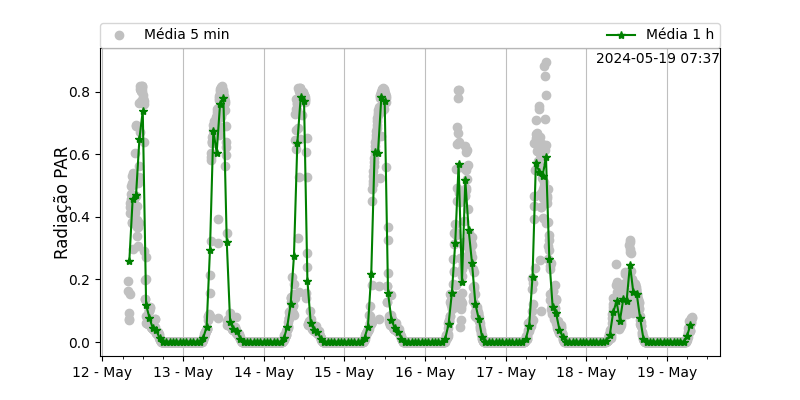 Média 5 min
Média 1 h
2024-05-19 07:37
Radiação PAR
0.8
0.6
0.4
0.2
0.0
12 - May
13 - May
14 - May
15 - May
16 - May
17 - May
18 - May
19 - May